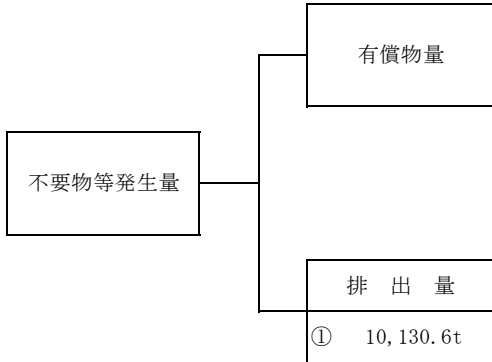 有償物量
不要物等発生量
排 出 量
① 10,130.6t